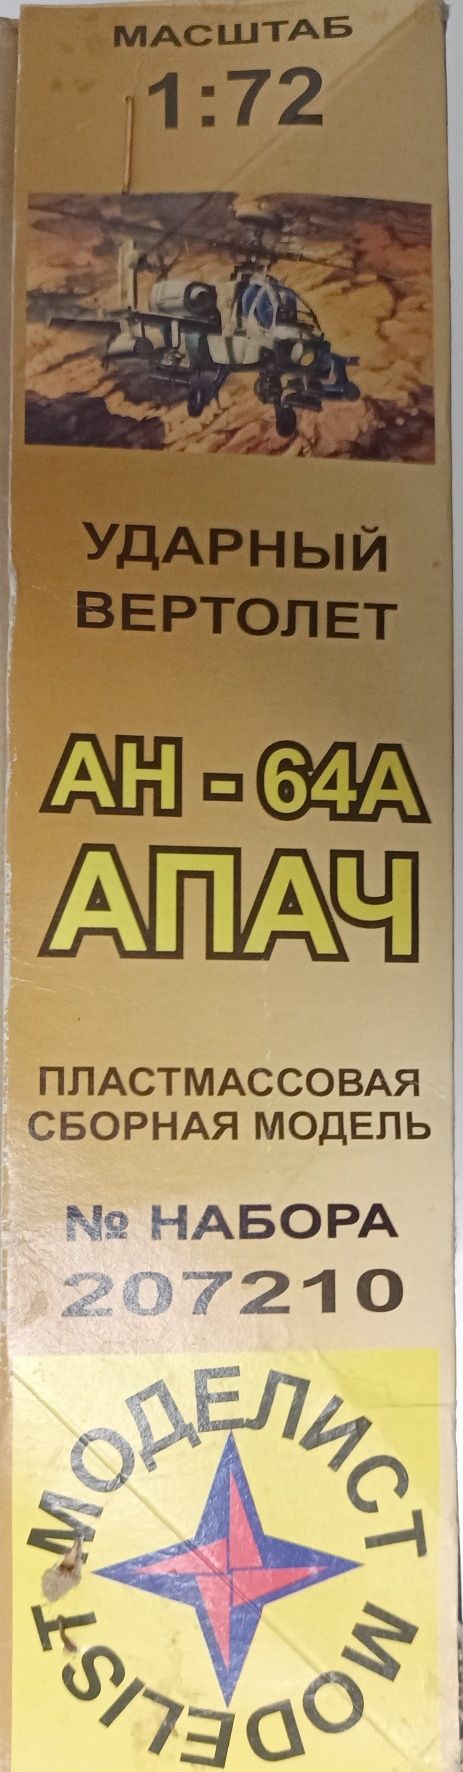 МАСШТАБ
1:72
УДАРНЫЙ
ВЕРТОЛЕТ
АН - 64А
АПАЧ
ПЛАСТМАССОВАЯ
СБОРНАЯ МОДЕЛЬ
№ НАБОРА
207210
МОДЕЛИСТ
MODELIST